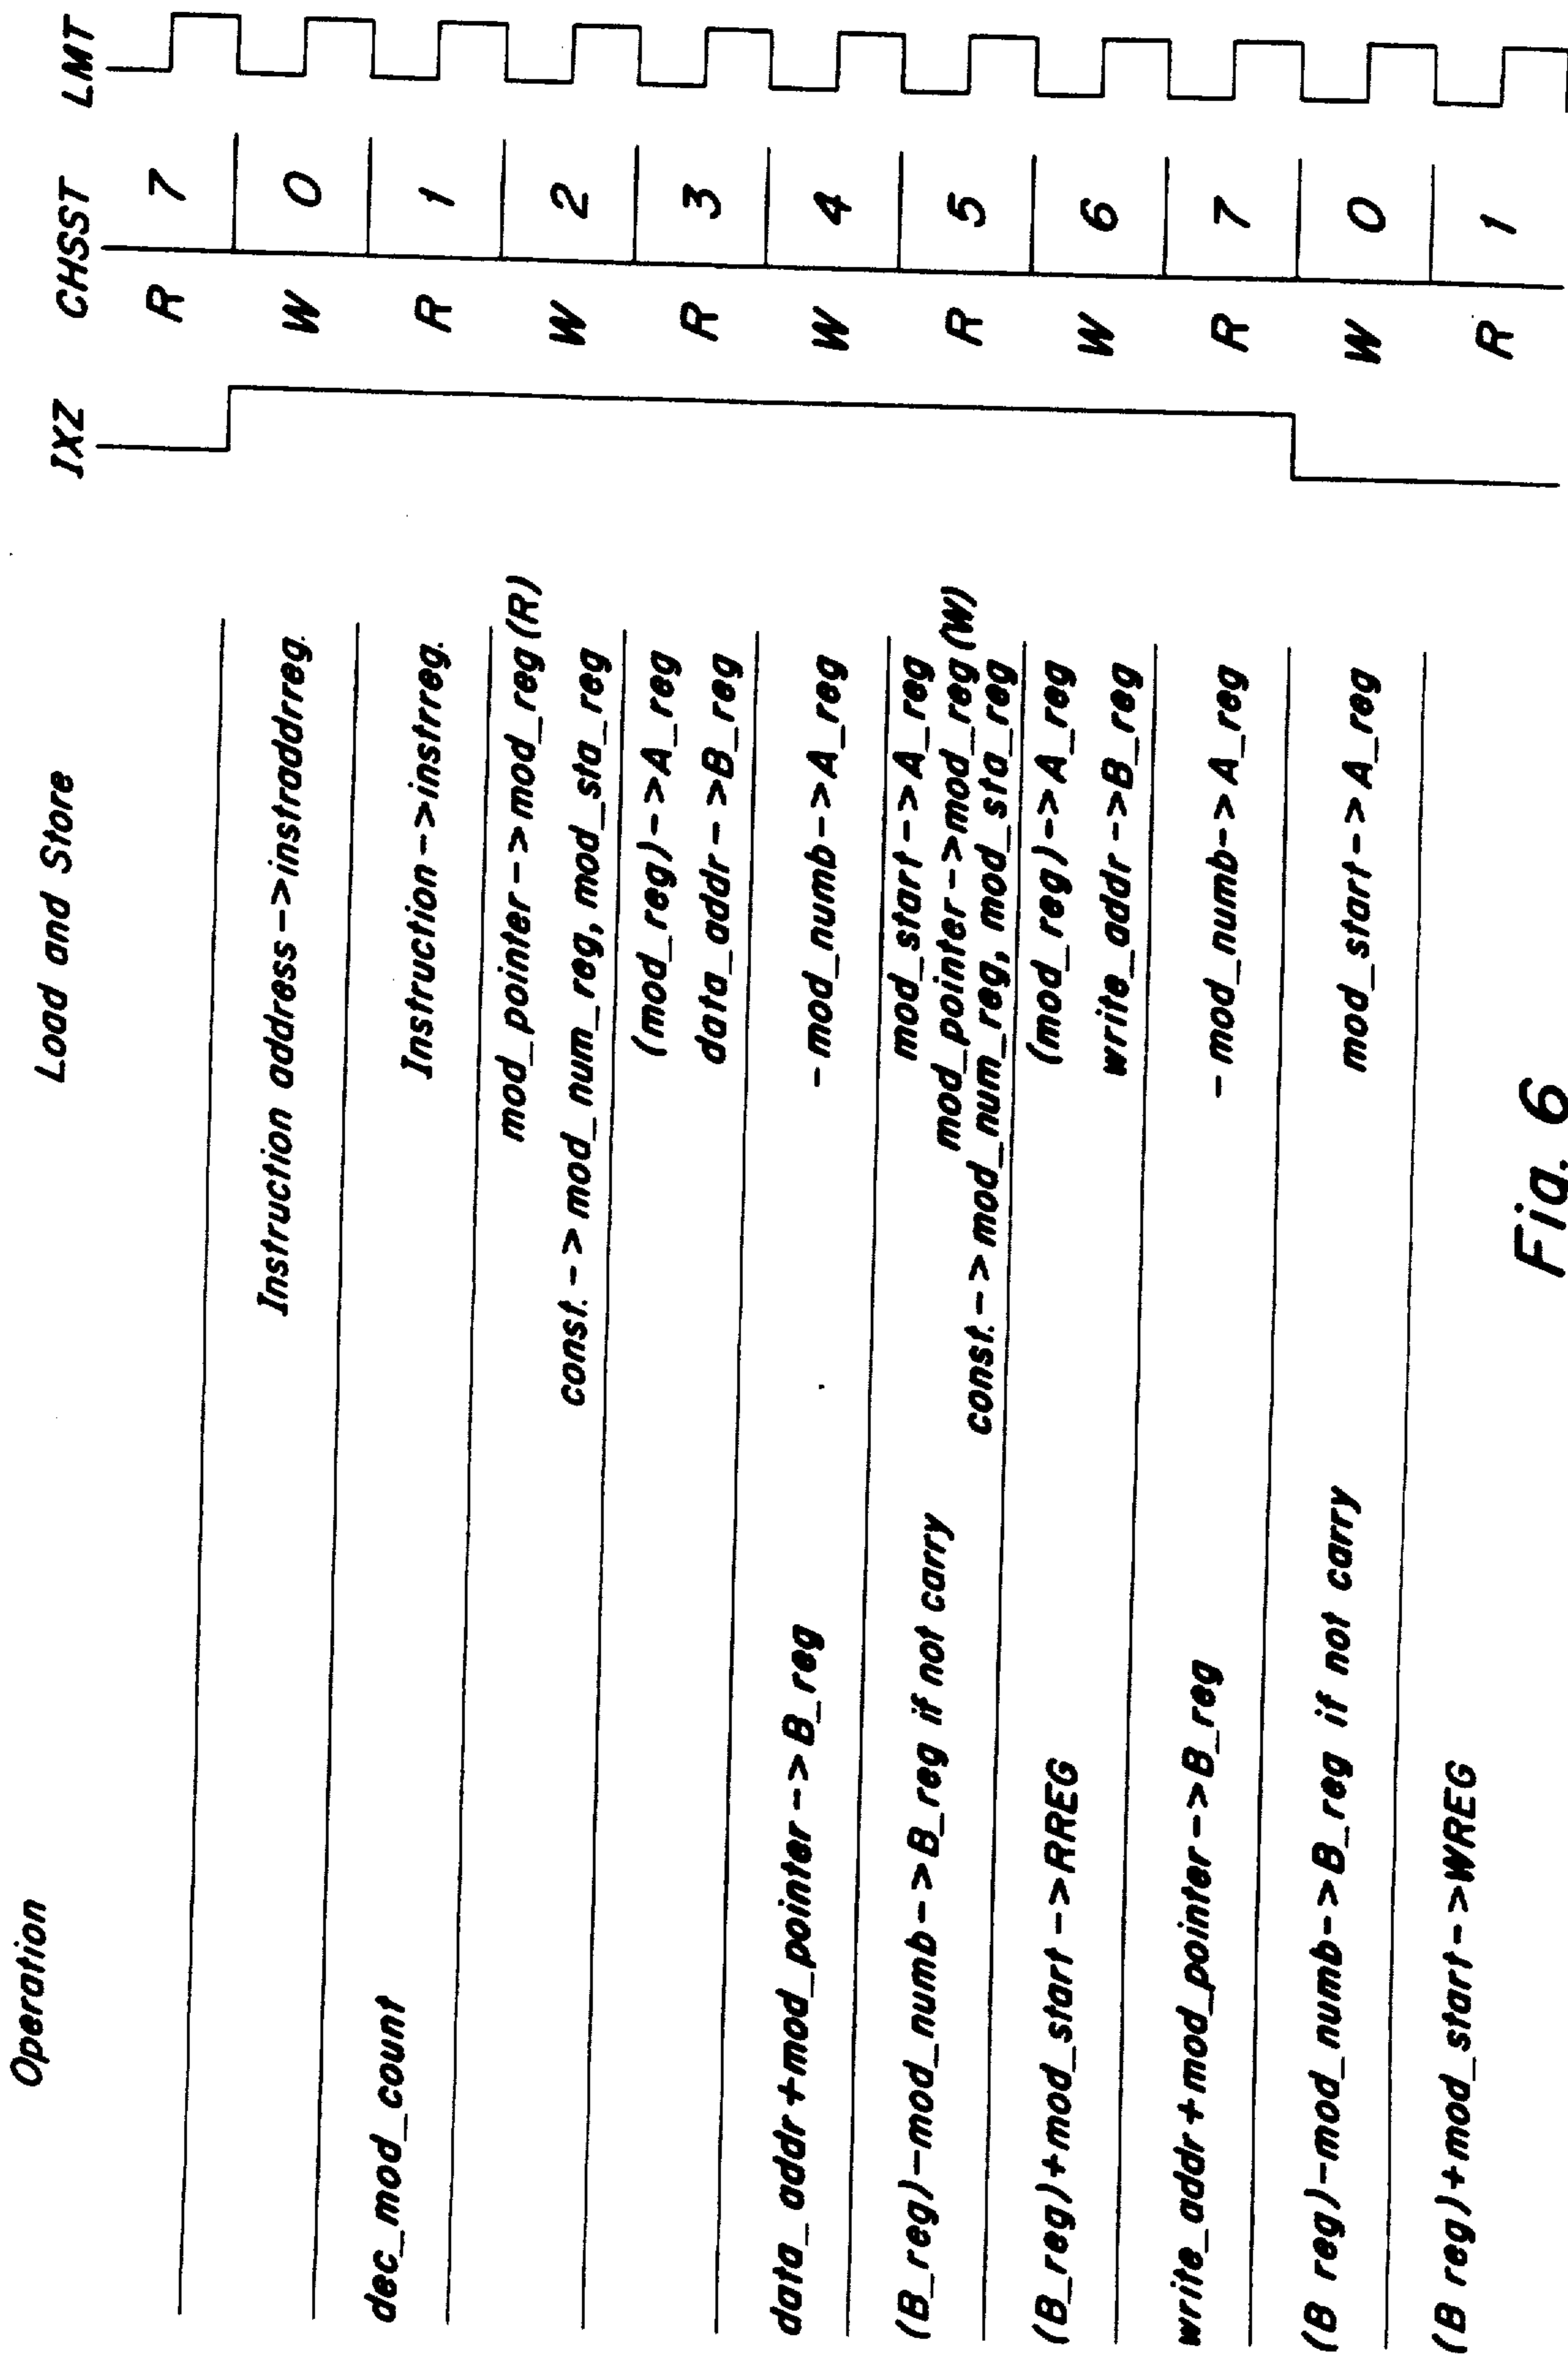 Operation Load and Store IXZ CHSST LMT
R 7
Instruction address->instraddrreg. W 0
dec_mod_count Instruction->instrreg. R 1
mod_pointer->mod_reg(R) W 2
const.->mod_num_reg, mod_sta_reg
(mod_reg)->A_reg R 3
data_addr->B_reg
data_addr+mod_pointer->B_reg -mod_numb->A_reg W 4
(B_reg)-mod_numb->B_reg if not carry mod_start->A_reg R 5
mod_pointer->mod_reg(W)
const.->mod_num_reg, mod_sta_reg
(B_reg)+mod_start->RREG (mod_reg)->A_reg W 6
write_addr->B_reg
write_addr+mod_pointer->B_reg -mod_numb->A_reg R 7
(B reg)-mod_numb->B_reg if not carry mod_start->A_reg W 0
(B reg)+mod_start->WREG R 1
Fig. 6